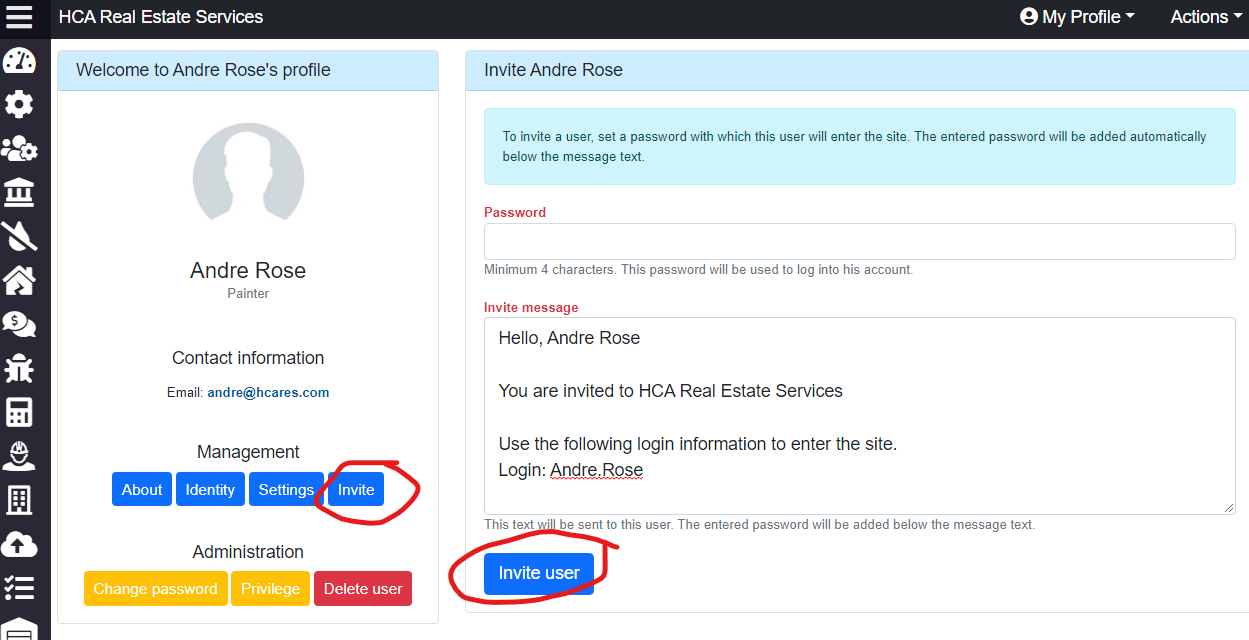 HCA Real Estate Services
My Profile
Actions
Welcome to Andre Rose's profile
Andre Rose
Painter
Contact information
Email: andre@hcares.com
Management
About Identity Settings Invite
Administration
Change password Privilege Delete user
Invite Andre Rose
To invite a user, set a password with which this user will enter the site. The entered password will be added automatically
below the message text.
Password
Minimum 4 characters. This password will be used to log into his account.
Invite message
Hello, Andre Rose
You are invited to HCA Real Estate Services
Use the following login information to enter the site.
Login: Andre.Rose
This text will be sent to this user. The entered password will be added below the message text.
Invite user